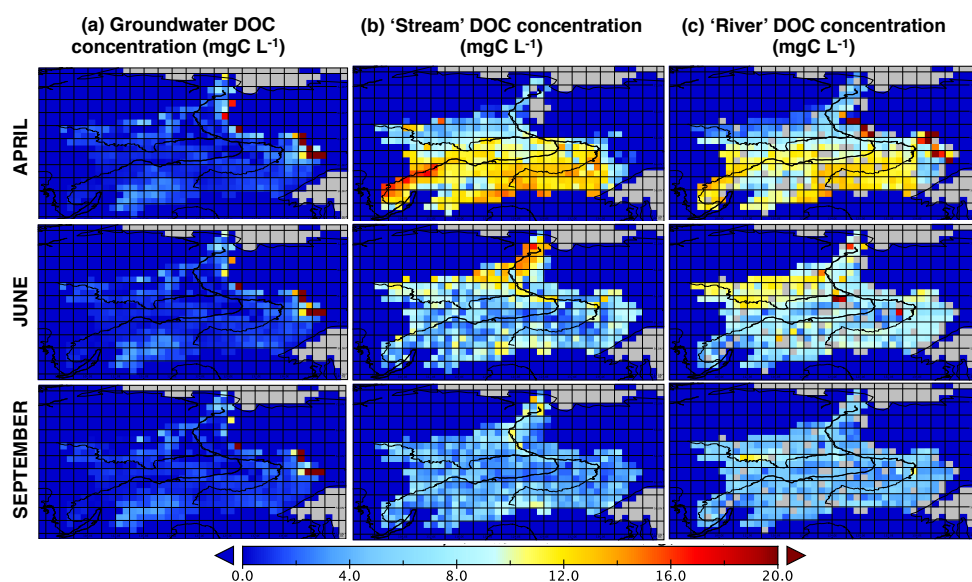 (a) Groundwater DOC
concentration (mgC L-1)
(b) ‘Stream’ DOC concentration
(mgC L-1)
(c) ‘River’ DOC concentration
(mgC L-1)
APRIL
JUNE
SEPTEMBER
0.0 4.0 8.0 12.0 16.0 20.0